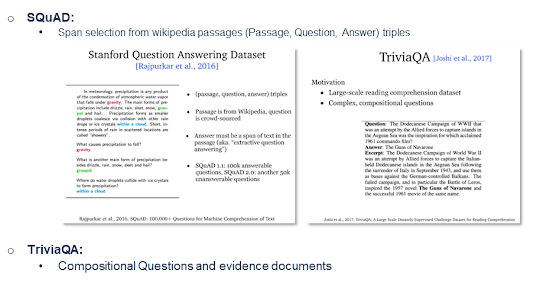 SQuAD:
Span selection from wikipedia passages (Passage, Question, Answer) triples
Stanford Question Answering Dataset
[Rajpurkar et al., 2016]
In meteorology, precipitation is any product
of the condensation of atmospheric water vapor
that falls under gravity. The main forms of pre-
cipitation include drizzle, rain, sleet, snow, grau-
pel and hail... Precipitation forms as smaller
droplets coalesce via collision with other rain
drops or ice crystals within a cloud. Short, in-
tense periods of rain in scattered locations are
called "showers".
What causes precipitation to fall?
gravity
What is another main form of precipitation be-
sides drizzle, rain, snow, sleet and hail?
graupel
Where do water droplets collide with ice crystals
to form precipitation?
within a cloud
(passage, question, answer) triples
Passage is from Wikipedia, question
is crowd-sourced
Answer must be a span of text in the
passage (aka. "extractive question
answering")
SQuAD 1.1: 100k answerable
questions, SQuAD 2.0: another 50k
unanswerable questions
Rajpurkar et al., 2016. SQuAD: 100,000+ Questions for Machine Comprehension of Text
TriviaQA [Joshi et al., 2017]
Motivation
Large-scale reading comprehension dataset
Complex, compositional questions
Question: The Dodecanese Campaign of WWII that
was an attempt by the Allied forces to capture islands in
the Aegean Sea was the inspiration for which acclaimed
1961 commando film?
Answer: The Guns of Navarone
Excerpt: The Dodecanese Campaign of World War II
was an attempt by Allied forces to capture the Italian-
held Dodecanese islands in the Aegean Sea following
the surrender of Italy in September 1943, and use them
as bases against the German-controlled Balkans. The
failed campaign, and in particular the Battle of Leros,
inspired the 1957 novel The Guns of Navarone and
the successful 1961 movie of the same name.
Joshi et al., 2017. TriviaQA: A Large Scale Distantly Supervised Challenge Dataset for Reading Comprehension
TriviaQA:
Compositional Questions and evidence documents